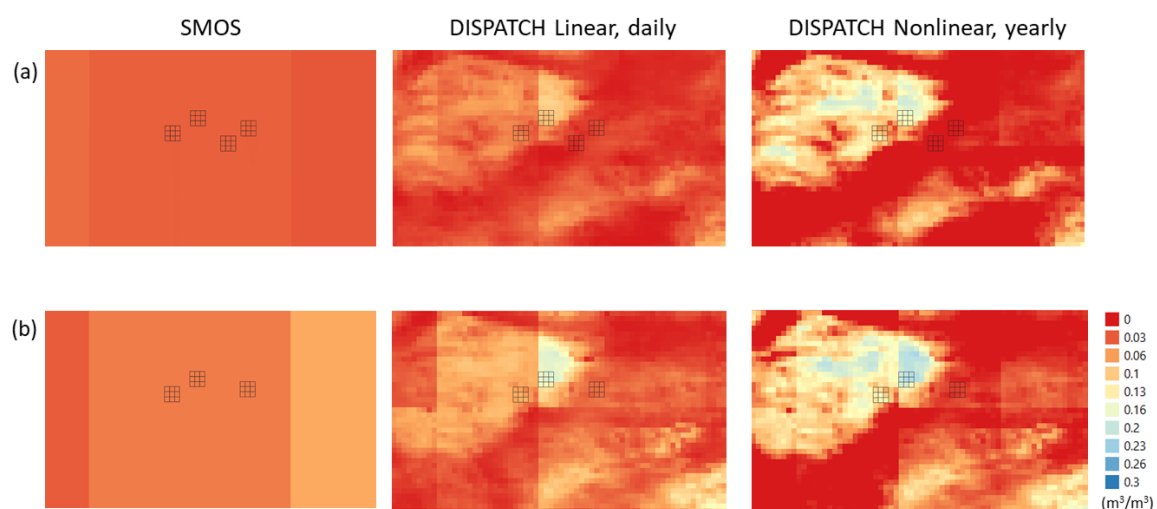 SMOS
DISPATCH Linear, daily
DISPATCH Nonlinear, yearly
(a)
(b)
0
0.03
0.06
0.1
0.13
0.16
0.2
0.23
0.26
0.3
(m³/m³)